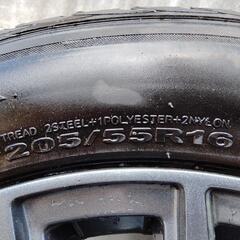 TREAD 2STEEL+1POLYESTER+2NYLON
205/55R16